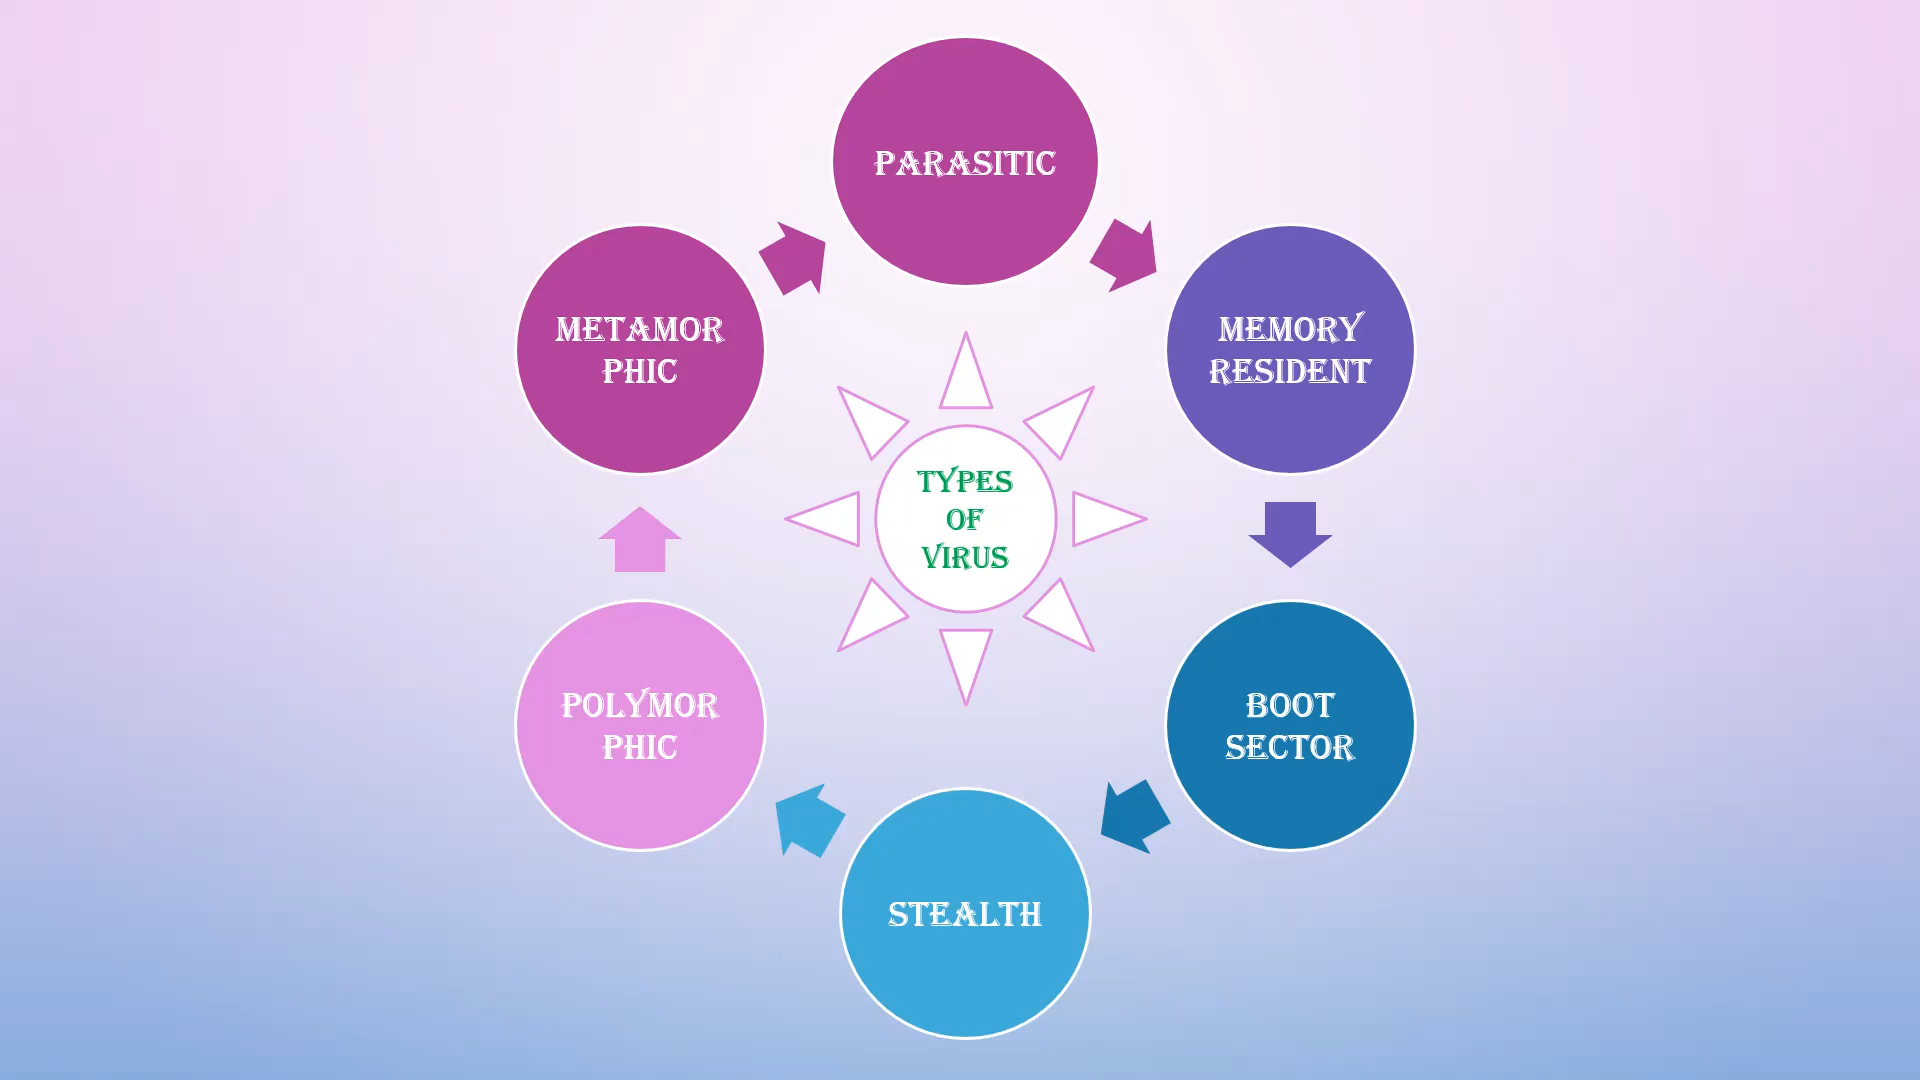 PARASITIC
METAMOR
PHIC
MEMORY
RESIDENT
TYPES
OF
VIRUS
POLYMOR
PHIC
BOOT
SECTOR
STEALTH